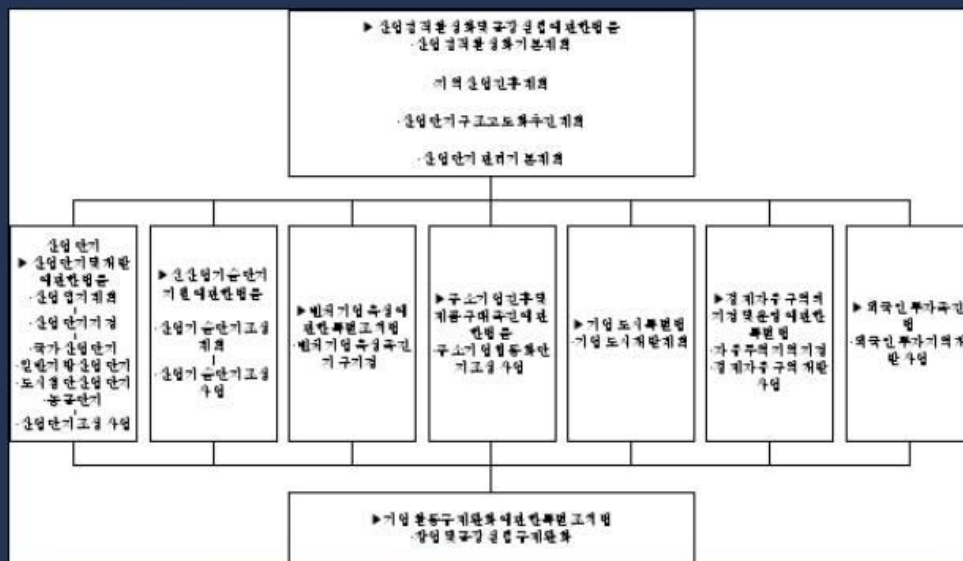 ▶산업집적활성화및공장설립에관한법률
·산업집적활성화기본계획
·지역산업진흥계획
·산업단지구조고도화추진계획
·산업단지관리기본계획
산업단지
▶산업단지및개발
에관한법률
·산업입지계획
·산업단지지정
·국가산업단지
·일반지방산업단지
·도시첨단산업단지
·농공단지
·산업단지조성사업
▶산업기술단지
지원에관한법률
·산업기술단지조성
계획
·산업기술단지조성
사업
▶벤처기업육성에
관한특별조치법
·벤처기업육성촉진
지구지정
▶중소기업진흥및
제품구매촉진에관
한법률
·중소기업협동화단
지조성사업
▶기업도시특별법
·기업도시개발계획
▶경제자유구역의
지정및운영에관한
특별법
·자유무역지역지정
·경제자유구역개발
사업
▶외국인투자촉진
법
·외국인투자지역개
발사업
▶기업활동규제완화에관한특별조치법
·창업및공장설립규제완화